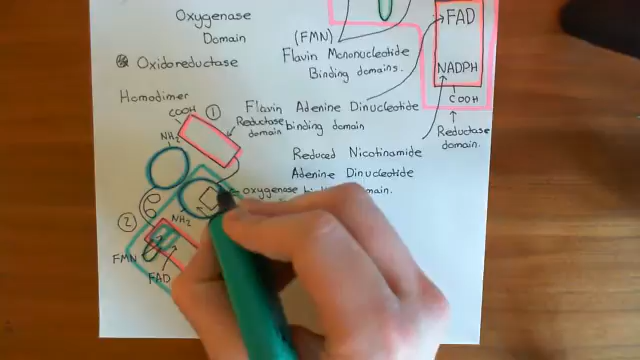 Oxygenase
Domain
Oxidoreductase
(FMN)
Flavin Mononucleotide
Binding domains.
FAD
NADPH
COOH
Reductase
domain.
Homodimer
COOH
①
Reductase
domain
NH₂
Flavin Adenine Dinucleotide
binding domain
Reduced Nicotinamide
Adenine Dinucleotide
domain.
oxygenase
②
NH₂
FMN
FAD